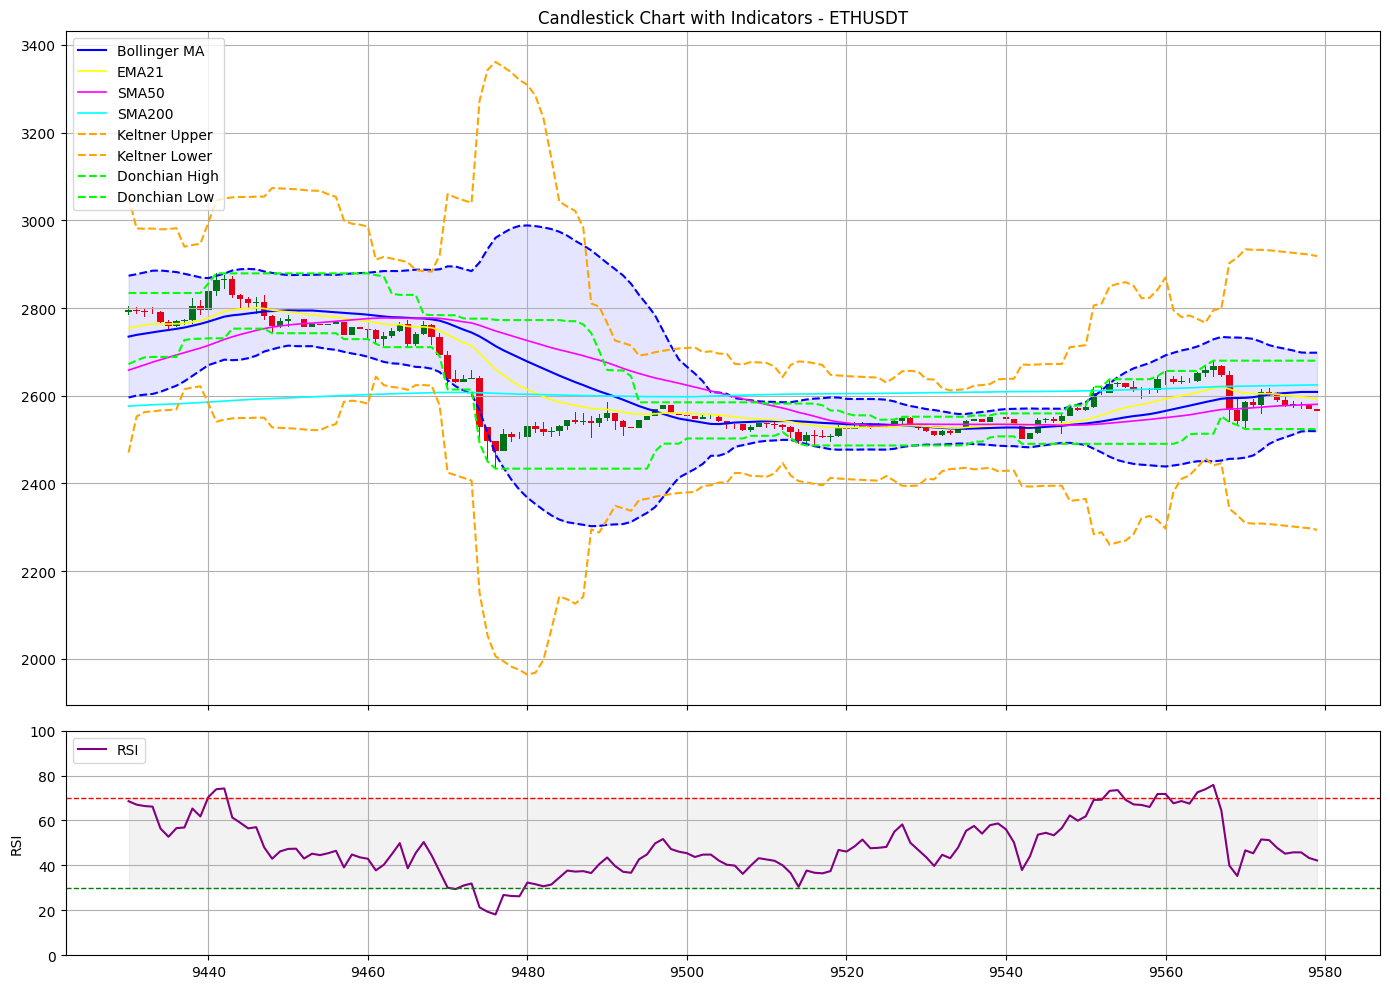 Candlestick Chart with Indicators - ETHUSDT
3400
3200
3000
2800
2600
2400
2200
2000
Bollinger MA
EMA21
SMA50
SMA200
Keltner Upper
Keltner Lower
Donchian High
Donchian Low
100
80
60
40
20
0
RSI
RSI
9440 9460 9480 9500 9520 9540 9560 9580